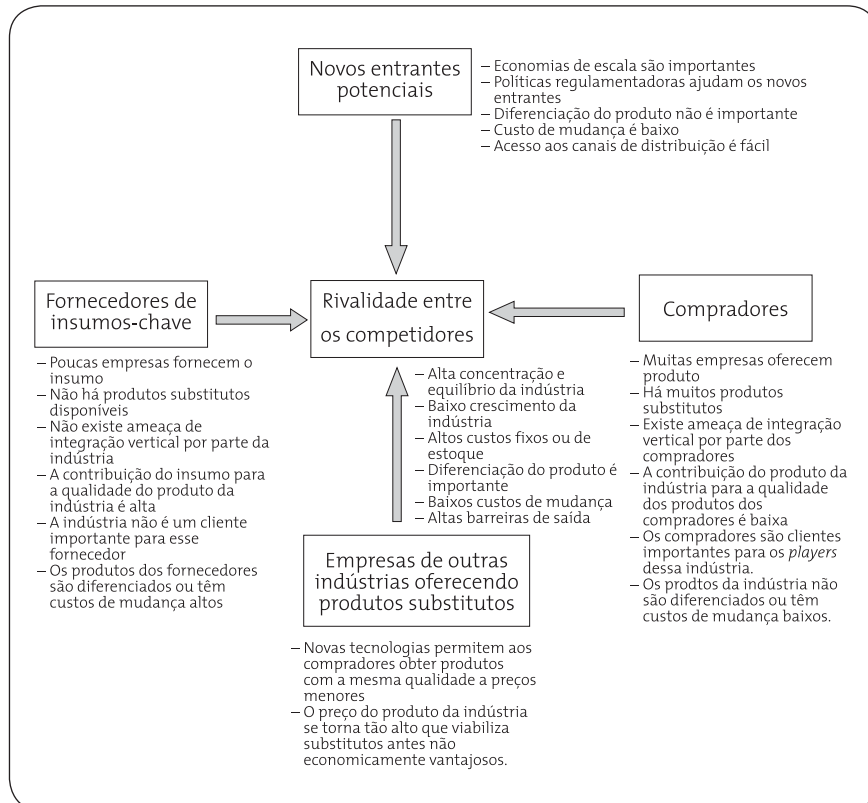 Novos entrantes
potenciais
– Economias de escala são importantes
– Políticas regulamentadoras ajudam os novos
entrantes
– Diferenciação do produto não é importante
– Custo de mudança é baixo
– Acesso aos canais de distribuição é fácil
Fornecedores de
insumos-chave
– Poucas empresas fornecem o
insumo
– Não há produtos substitutos
disponíveis
– Não existe ameaça de
integração vertical por parte da
indústria
– A contribuição do insumo para
a qualidade do produto da
indústria é alta
– A indústria não é um cliente
importante para esse
fornecedor
– Os produtos dos fornecedores
são diferenciados ou têm
custos de mudança altos
Rivalidade entre
os competidores
– Alta concentração e
equilíbrio da indústria
– Baixo crescimento da
indústria
– Altos custos fixos ou de
estoque
– Diferenciação do produto é
importante
– Baixos custos de mudança
– Altas barreiras de saída
Compradores
– Muitas empresas oferecem
produto
– Há muitos produtos
substitutos
– Existe ameaça de integração
vertical por parte dos
compradores
– A contribuição do produto da
indústria para a qualidade
dos produtos dos
compradores é baixa
– Os compradores são clientes
importantes para os players
dessa indústria.
– Os prodtos da indústria não
são diferenciados ou têm
custos de mudança baixos.
Empresas de outras
indústrias oferecendo
produtos substitutos
– Novas tecnologias permitem aos
compradores obter produtos
com a mesma qualidade a preços
menores
– O preço do produto da indústria
se torna tão alto que viabiliza
substitutos antes não
economicamente vantajosos.